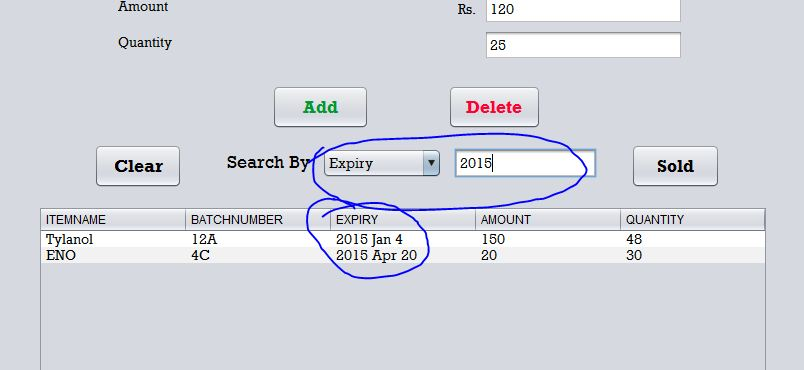 Amount Rs. 120
Quantity 25
Add Delete
Clear Search By Expiry 2015 Sold
ITEMNAME BATCHNUMBER EXPIRY AMOUNT QUANTITY
Tylanol 12A 2015 Jan 4 150 48
ENO 4C 2015 Apr 20 20 30